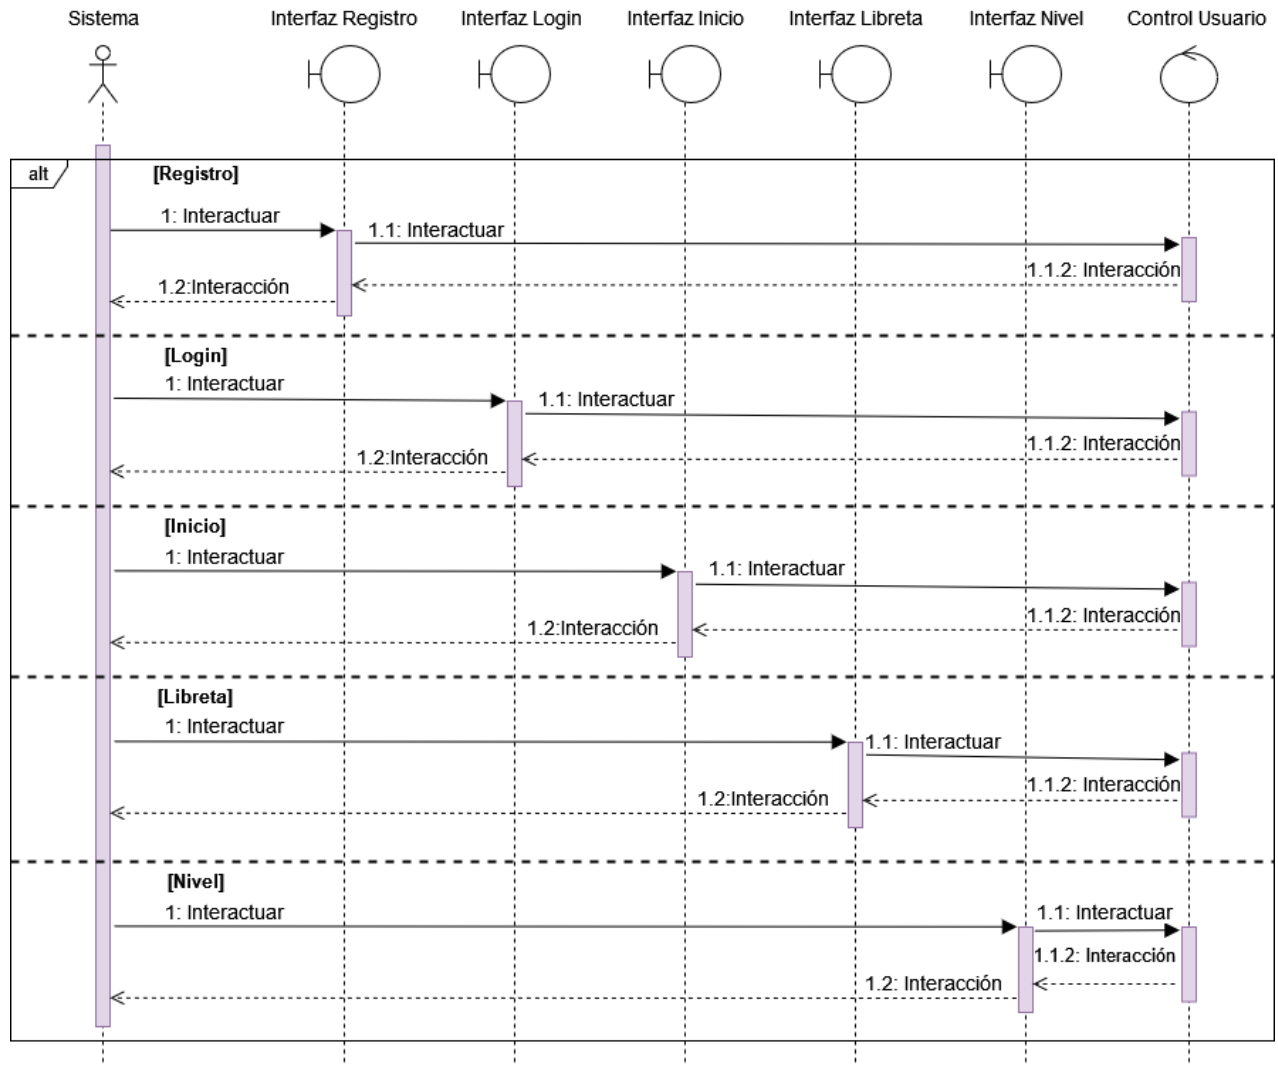 Sistema
Interfaz Registro
Interfaz Login
Interfaz Inicio
Interfaz Libreta
Interfaz Nivel
Control Usuario
alt
[Registro]
1: Interactuar
1.1: Interactuar
1.1.2: Interacción
1.2:Interacción
[Login]
1: Interactuar
1.1: Interactuar
1.1.2: Interacción
1.2:Interacción
[Inicio]
1: Interactuar
1.1: Interactuar
1.1.2: Interacción
1.2:Interacción
[Libreta]
1: Interactuar
1.1: Interactuar
1.1.2: Interacción
1.2:Interacción
[Nivel]
1: Interactuar
1.1: Interactuar
1.1.2: Interacción
1.2: Interacción